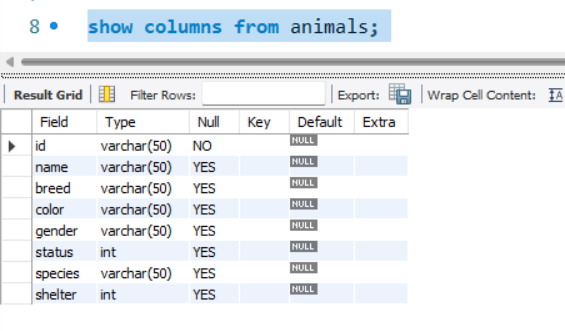 8 show columns from animals;
Result Grid Filter Rows: Export: Wrap Cell Content: IA
Field Type Null Key Default Extra
id varchar(50) NO NULL
name varchar(50) YES NULL
breed varchar(50) YES NULL
color varchar(50) YES NULL
gender varchar(50) YES NULL
status int YES NULL
species varchar(50) YES NULL
shelter int YES NULL